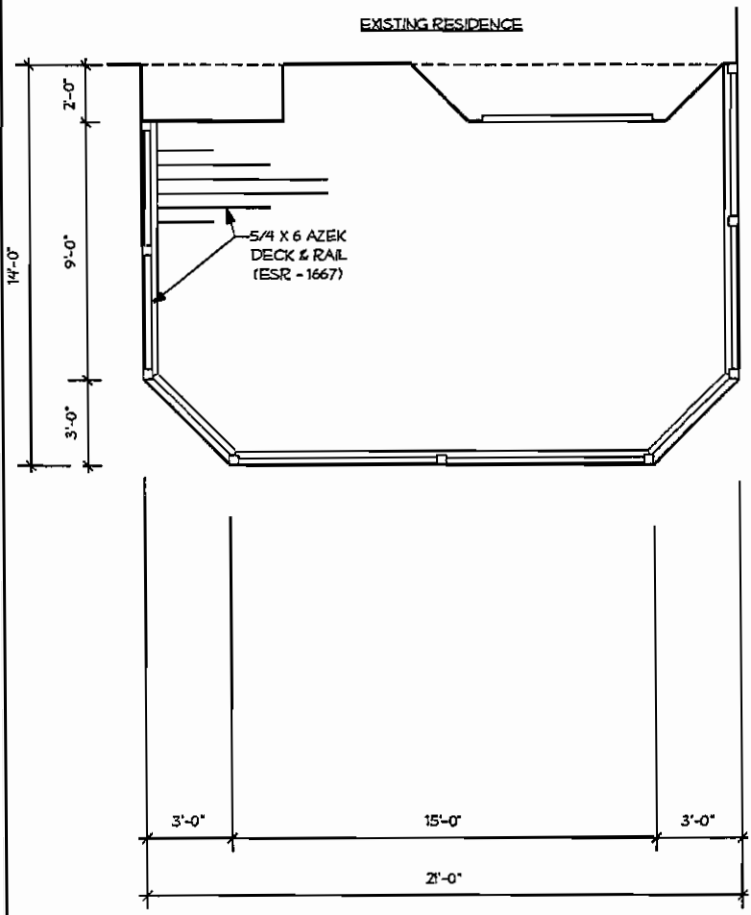 EXISTING RESIDENCE
2'-0"
9'-0"
14'-0"
5/4 X 6 AZEK
DECK & RAIL
(ESR - 1667)
3'-0"
3'-0"
15'-0"
3'-0"
21'-0"